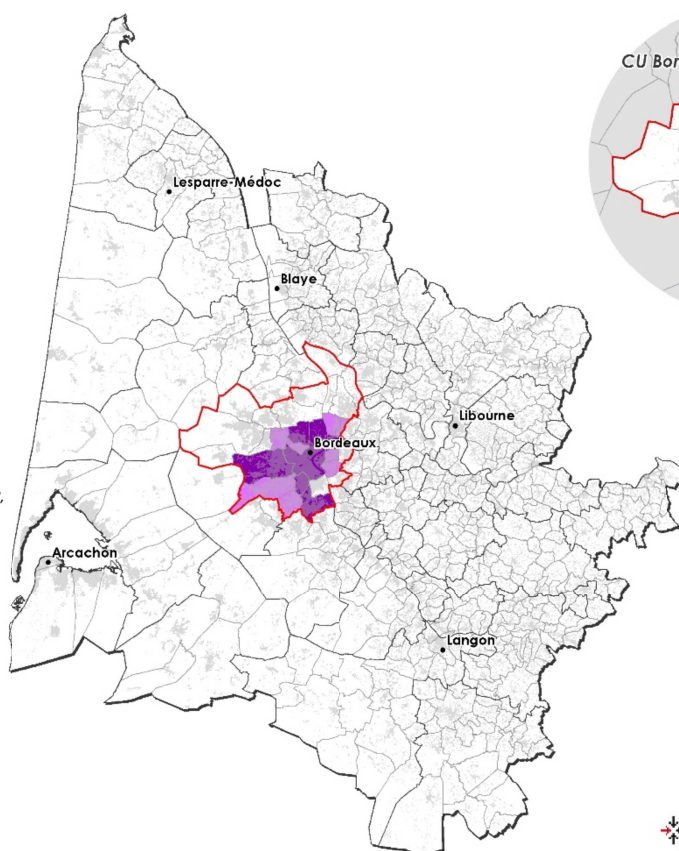 CU Bor
Lesparre-Médoc
Blaye
Libourne
Bordeaux
Arcachon
Langon